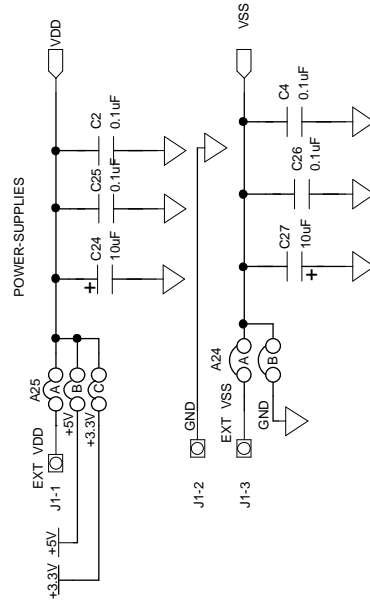 POWER-SUPPLIES
VDD
C2
0.1uF
C25
0.1uF
C24
10uF
+
A25
A
B
C
EXT VDD
J1-1
+5V
+3.3V
+5V
+3.3V
GND
J1-2
VSS
C4
0.1uF
C26
0.1uF
C27
10uF
+
A24
A
B
EXT VSS
J1-3
GND